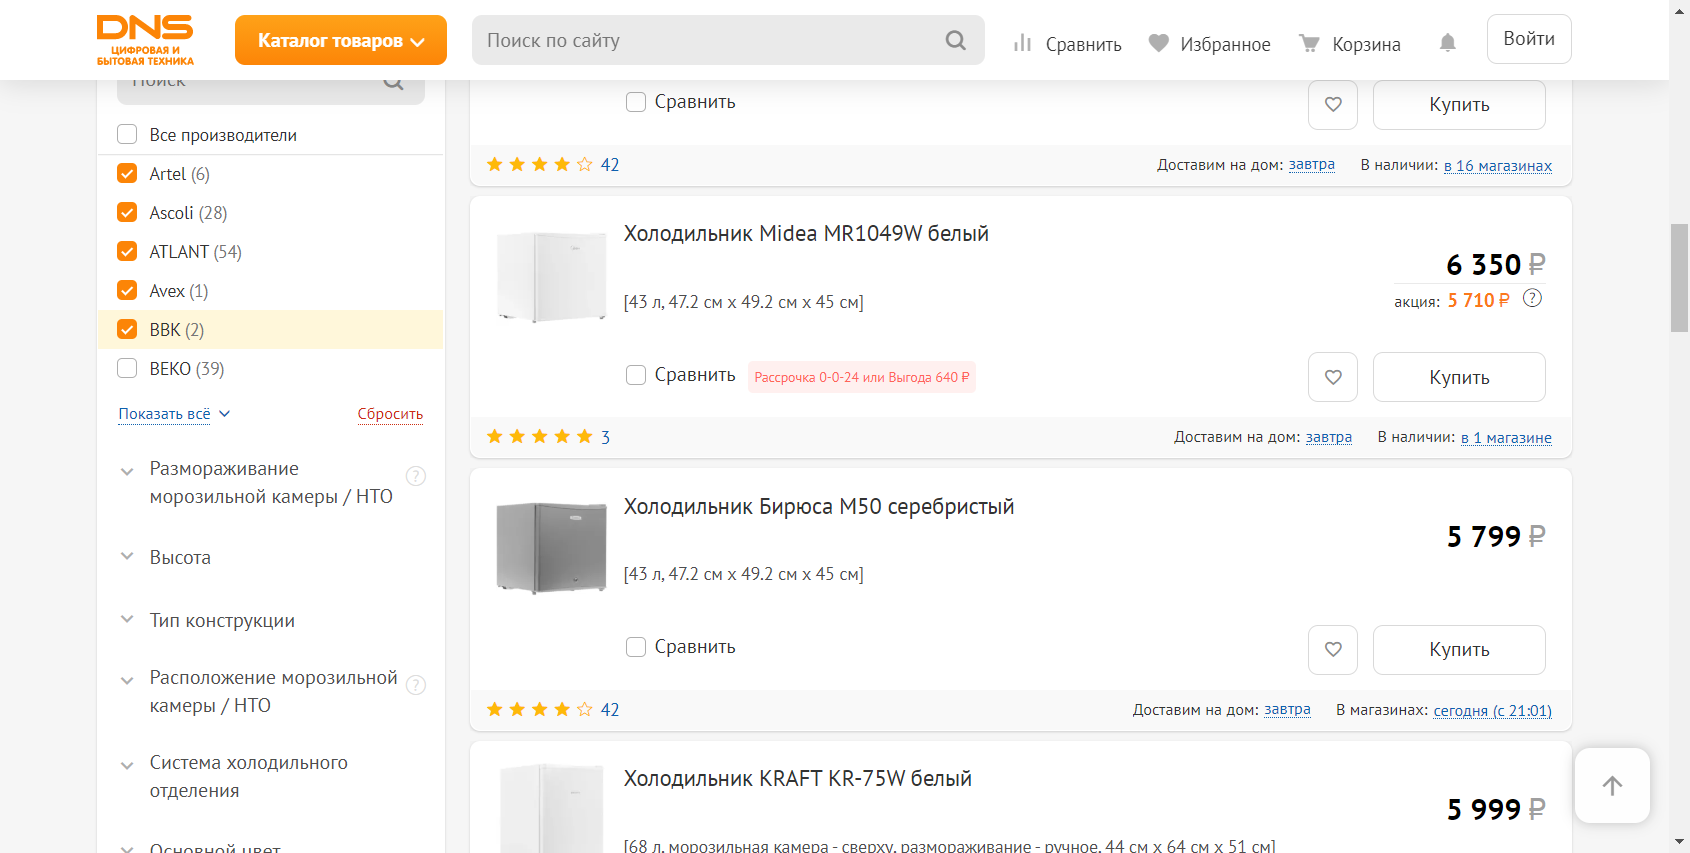 DNS
ЦИФРОВАЯ И
БЫТОВАЯ ТЕХНИКА
Каталог товаров
Поиск по сайту
Сравнить
Избранное
Корзина
Войти
Поиск
Все производители
Artel (6)
Ascoli (28)
ATLANT (54)
Avex (1)
BBK (2)
BEKO (39)
Показать всё
Сбросить
Размораживание
морозильной камеры / НТО
?
Высота
Тип конструкции
Расположение морозильной
камеры / НТО
?
Система холодильного
отделения
Основной цвет
Сравнить
Купить
42
Доставим на дом: завтра
В наличии: в 16 магазинах
Холодильник Midea MR1049W белый
6 350 ₽
[43 л, 47.2 см x 49.2 см x 45 см]
акция: 5 710 ₽ ?
Сравнить
Рассрочка 0-0-24 или Выгода 640 ₽
Купить
3
Доставим на дом: завтра
В наличии: в 1 магазине
Холодильник Бирюса М50 серебристый
5 799 ₽
[43 л, 47.2 см x 49.2 см x 45 см]
Сравнить
Купить
42
Доставим на дом: завтра
В магазинах: сегодня (с 21:01)
Холодильник KRAFT KR-75W белый
5 999 ₽
[68 л, морозильная камера - сверху, размораживание - ручное, 44 см x 64 см x 51 см]